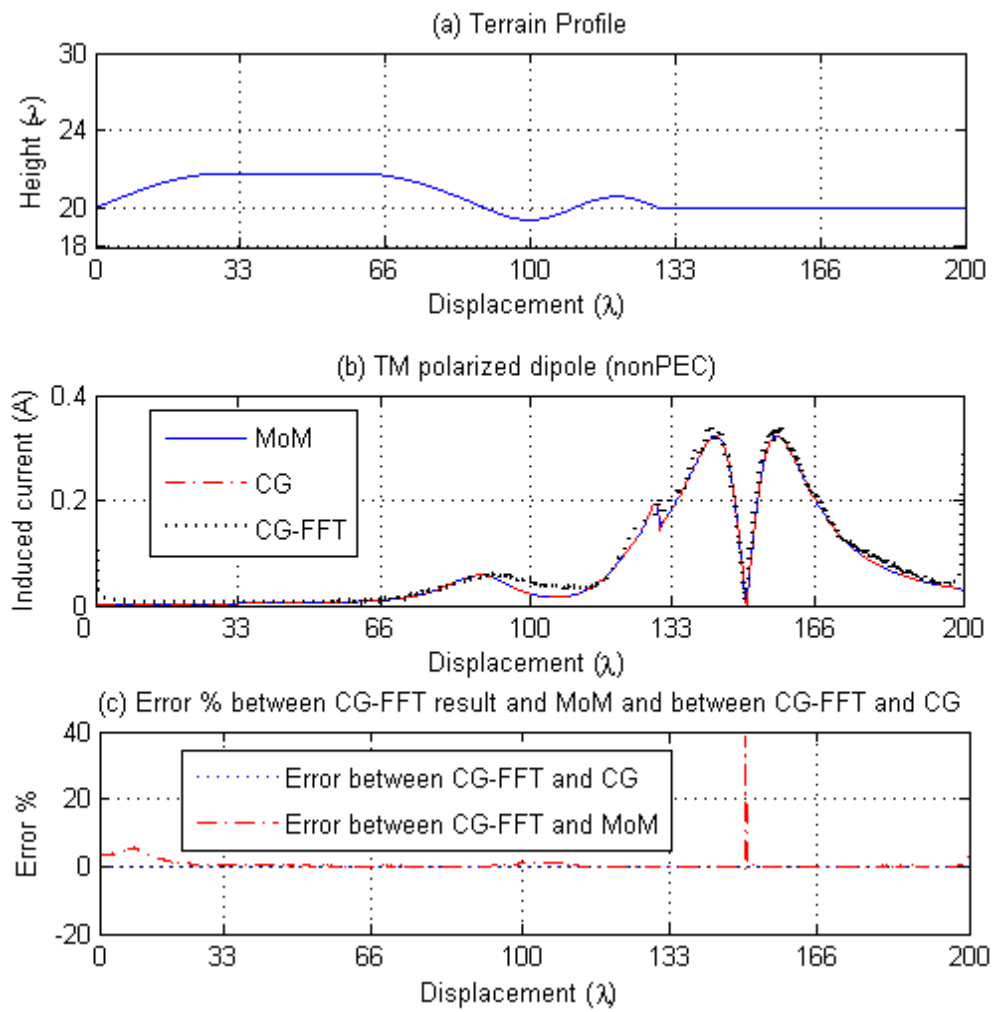 (a) Terrain Profile
30
24
20
18
Height (λ)
0 33 66 100 133 166 200
Displacement (λ)
(b) TM polarized dipole (nonPEC)
0.4
0.2
0
Induced current (A)
MoM
CG
CG-FFT
0 33 66 100 133 166 200
Displacement (λ)
(c) Error % between CG-FFT result and MoM and between CG-FFT and CG
40
20
0
-20
Error %
Error between CG-FFT and CG
Error between CG-FFT and MoM
0 33 66 100 133 166 200
Displacement (λ)